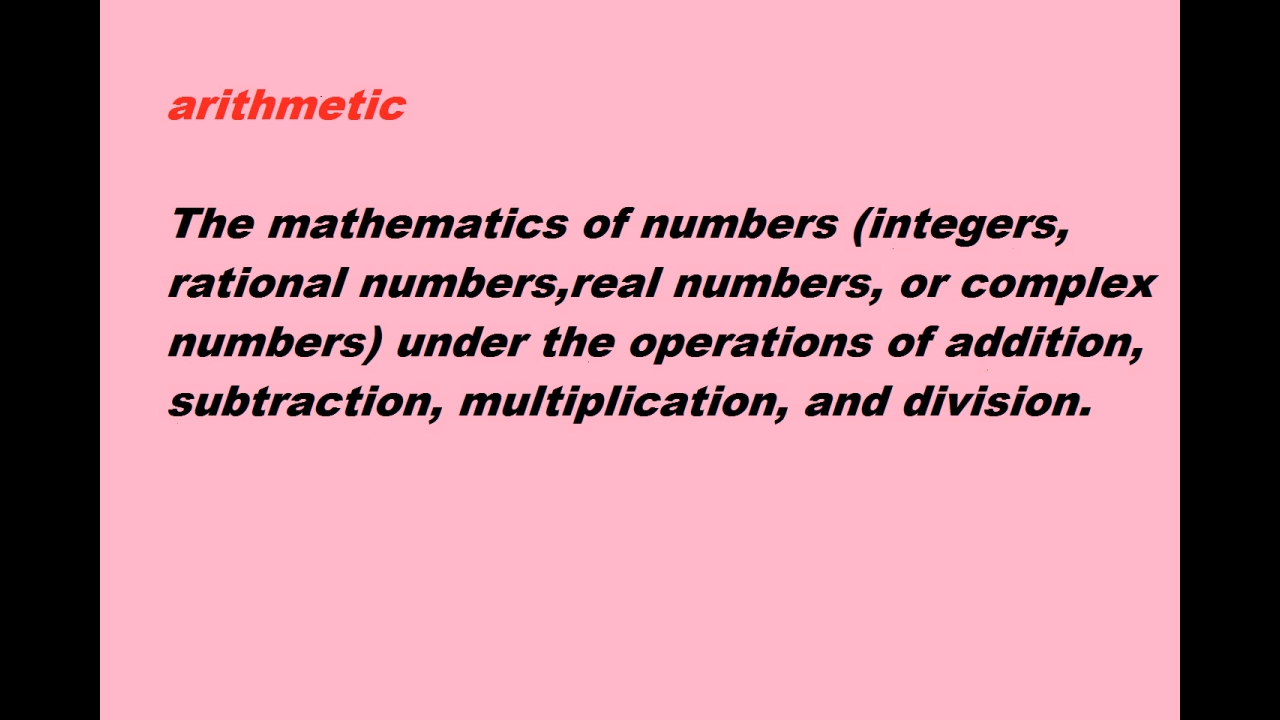 arithmetic
The mathematics of numbers (integers,
rational numbers,real numbers, or complex
numbers) under the operations of addition,
subtraction, multiplication, and division.